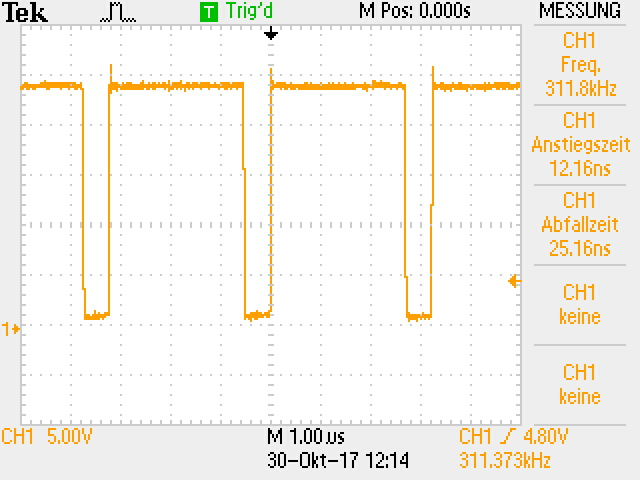 Tek T Trig'd M Pos: 0.000s MESSUNG
CH1
Freq.
311.8kHz
CH1
Anstiegszeit
12.16ns
CH1
Abfallzeit
25.16ns
CH1
keine
CH1
keine
1
CH1 5.00V M 1.00us CH1 4.80V
30-Okt-17 12:14 311.373kHz